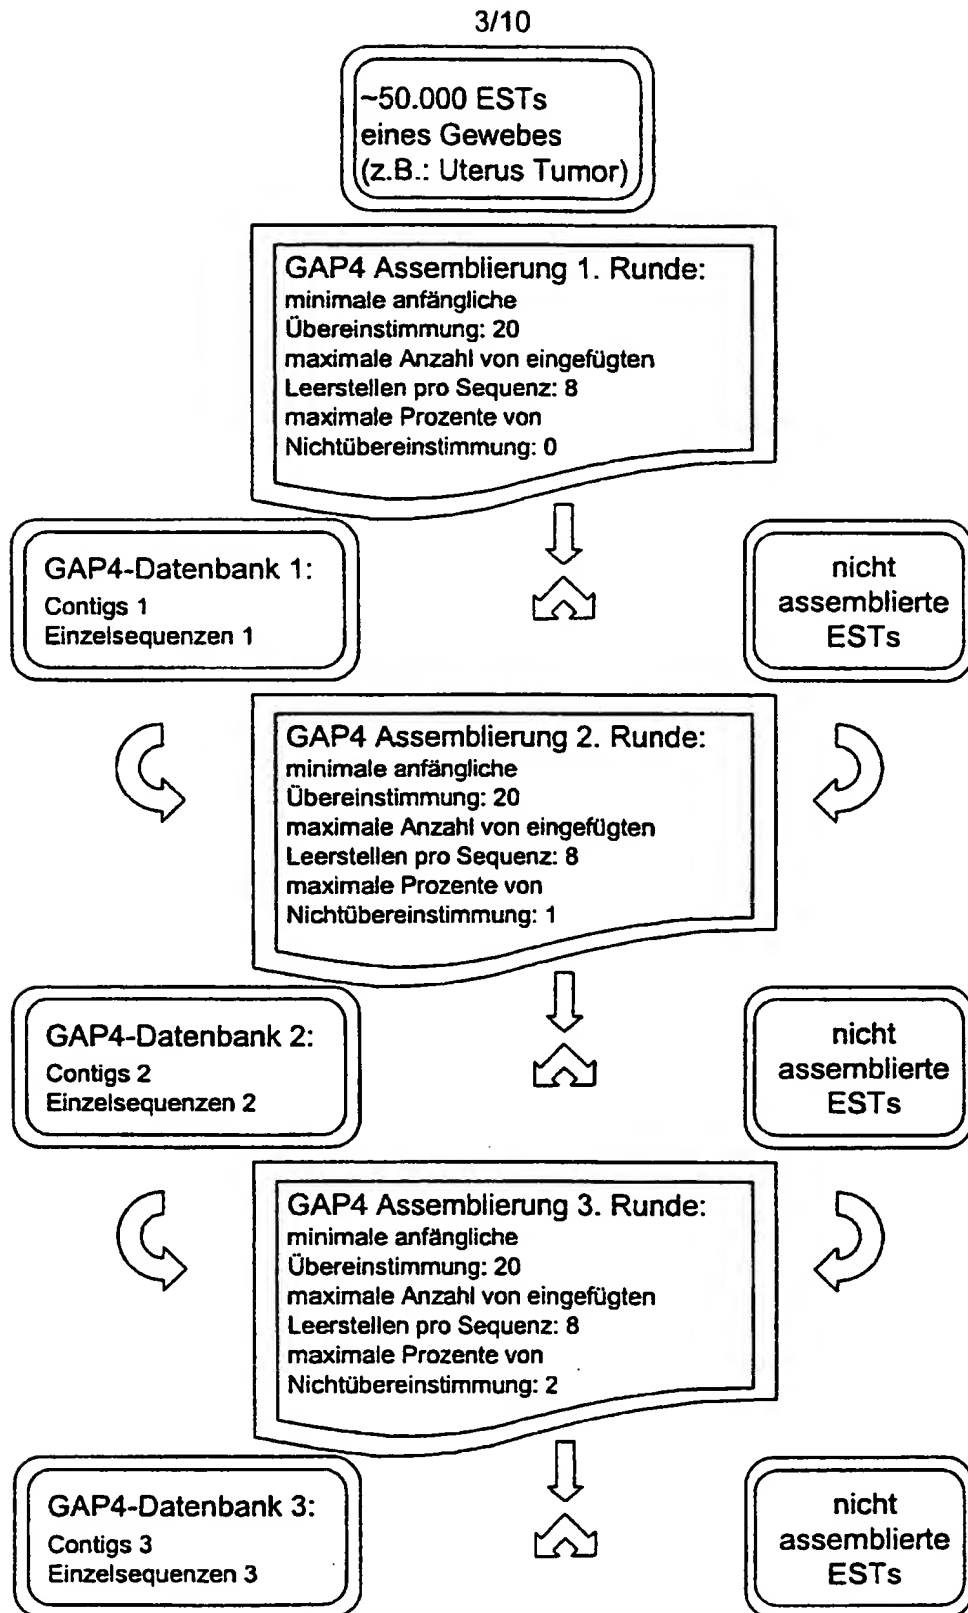 3/10
~50.000 ESTs
eines Gewebes
(z.B.: Uterus Tumor)
GAP4 Assemblierung 1. Runde:
minimale anfängliche
Übereinstimmung: 20
maximale Anzahl von eingefügten
Leerstellen pro Sequenz: 8
maximale Prozente von
Nichtübereinstimmung: 0
GAP4-Datenbank 1:
Contigs 1
Einzelsequenzen 1
nicht
assemblierte
ESTs
GAP4 Assemblierung 2. Runde:
minimale anfängliche
Übereinstimmung: 20
maximale Anzahl von eingefügten
Leerstellen pro Sequenz: 8
maximale Prozente von
Nichtübereinstimmung: 1
GAP4-Datenbank 2:
Contigs 2
Einzelsequenzen 2
nicht
assemblierte
ESTs
GAP4 Assemblierung 3. Runde:
minimale anfängliche
Übereinstimmung: 20
maximale Anzahl von eingefügten
Leerstellen pro Sequenz: 8
maximale Prozente von
Nichtübereinstimmung: 2
GAP4-Datenbank 3:
Contigs 3
Einzelsequenzen 3
nicht
assemblierte
ESTs